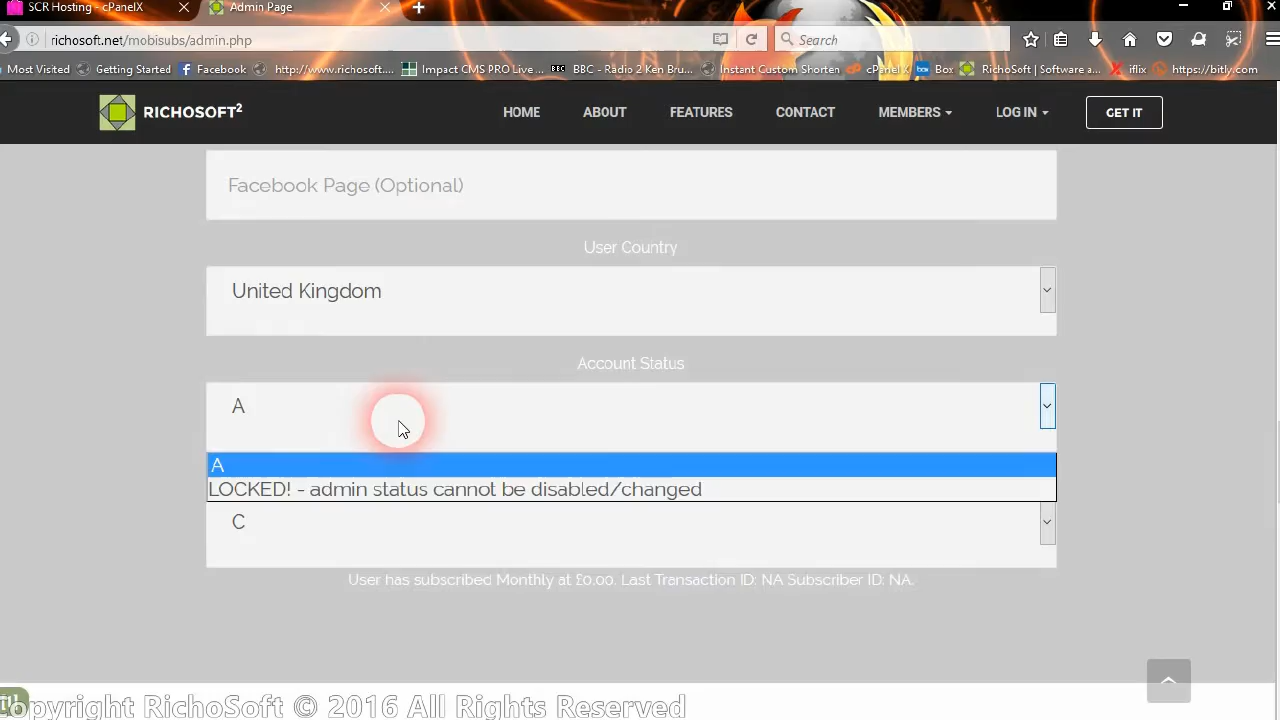 SCR Hosting - cPanelX
Admin Page
richosoft.net/mobisubs/admin.php
Search
Most Visited
Getting Started
Facebook
http://www.richosoft....
Impact CMS PRO Live ...
BBC
BBC - Radio 2 Ken Bru...
Instant Custom Shorten
cP
cPanel X
box
Box
RichoSoft | Software a...
iflix
https://bitly.com
RICHOSOFT²
HOME
ABOUT
FEATURES
CONTACT
MEMBERS
LOG IN
GET IT
Facebook Page (Optional)
User Country
United Kingdom
Account Status
A
A
LOCKED! - admin status cannot be disabled/changed
C
User has subscribed Monthly at £0.00. Last Transaction ID: NA Subscriber ID: NA.
Copyright RichoSoft © 2016 All Rights Reserved